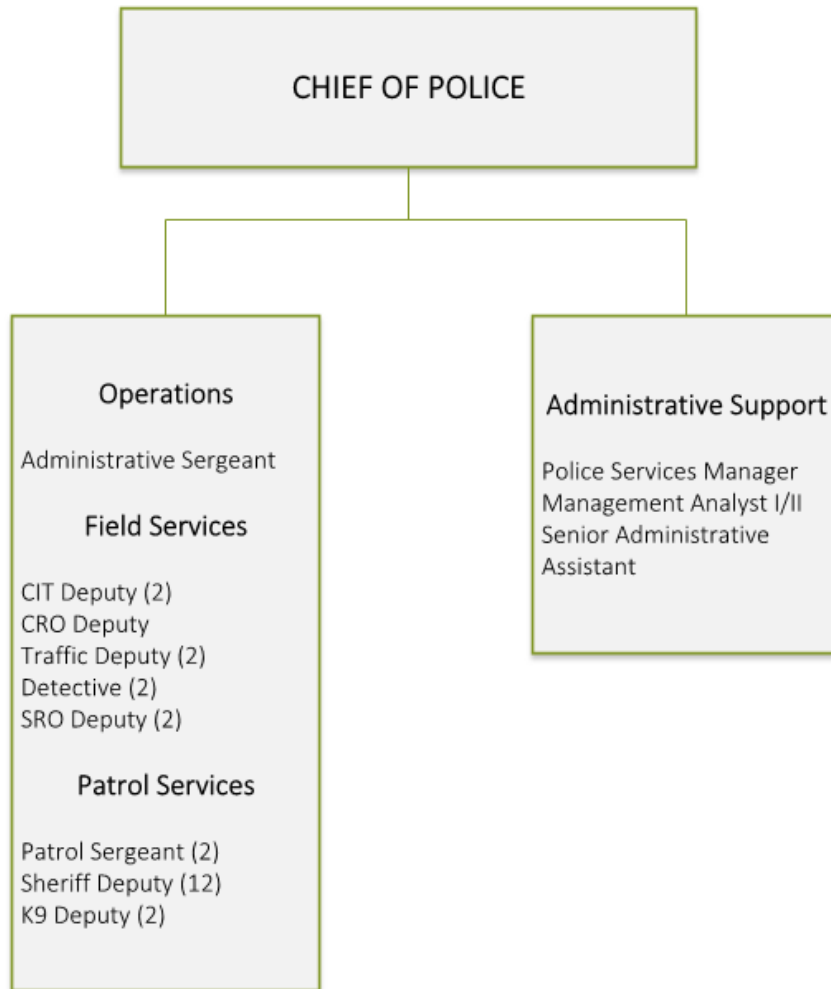 CHIEF OF POLICE
Operations
Administrative Sergeant
Field Services
CIT Deputy (2)
CRO Deputy
Traffic Deputy (2)
Detective (2)
SRO Deputy (2)
Patrol Services
Patrol Sergeant (2)
Sheriff Deputy (12)
K9 Deputy (2)
Administrative Support
Police Services Manager
Management Analyst I/II
Senior Administrative
Assistant